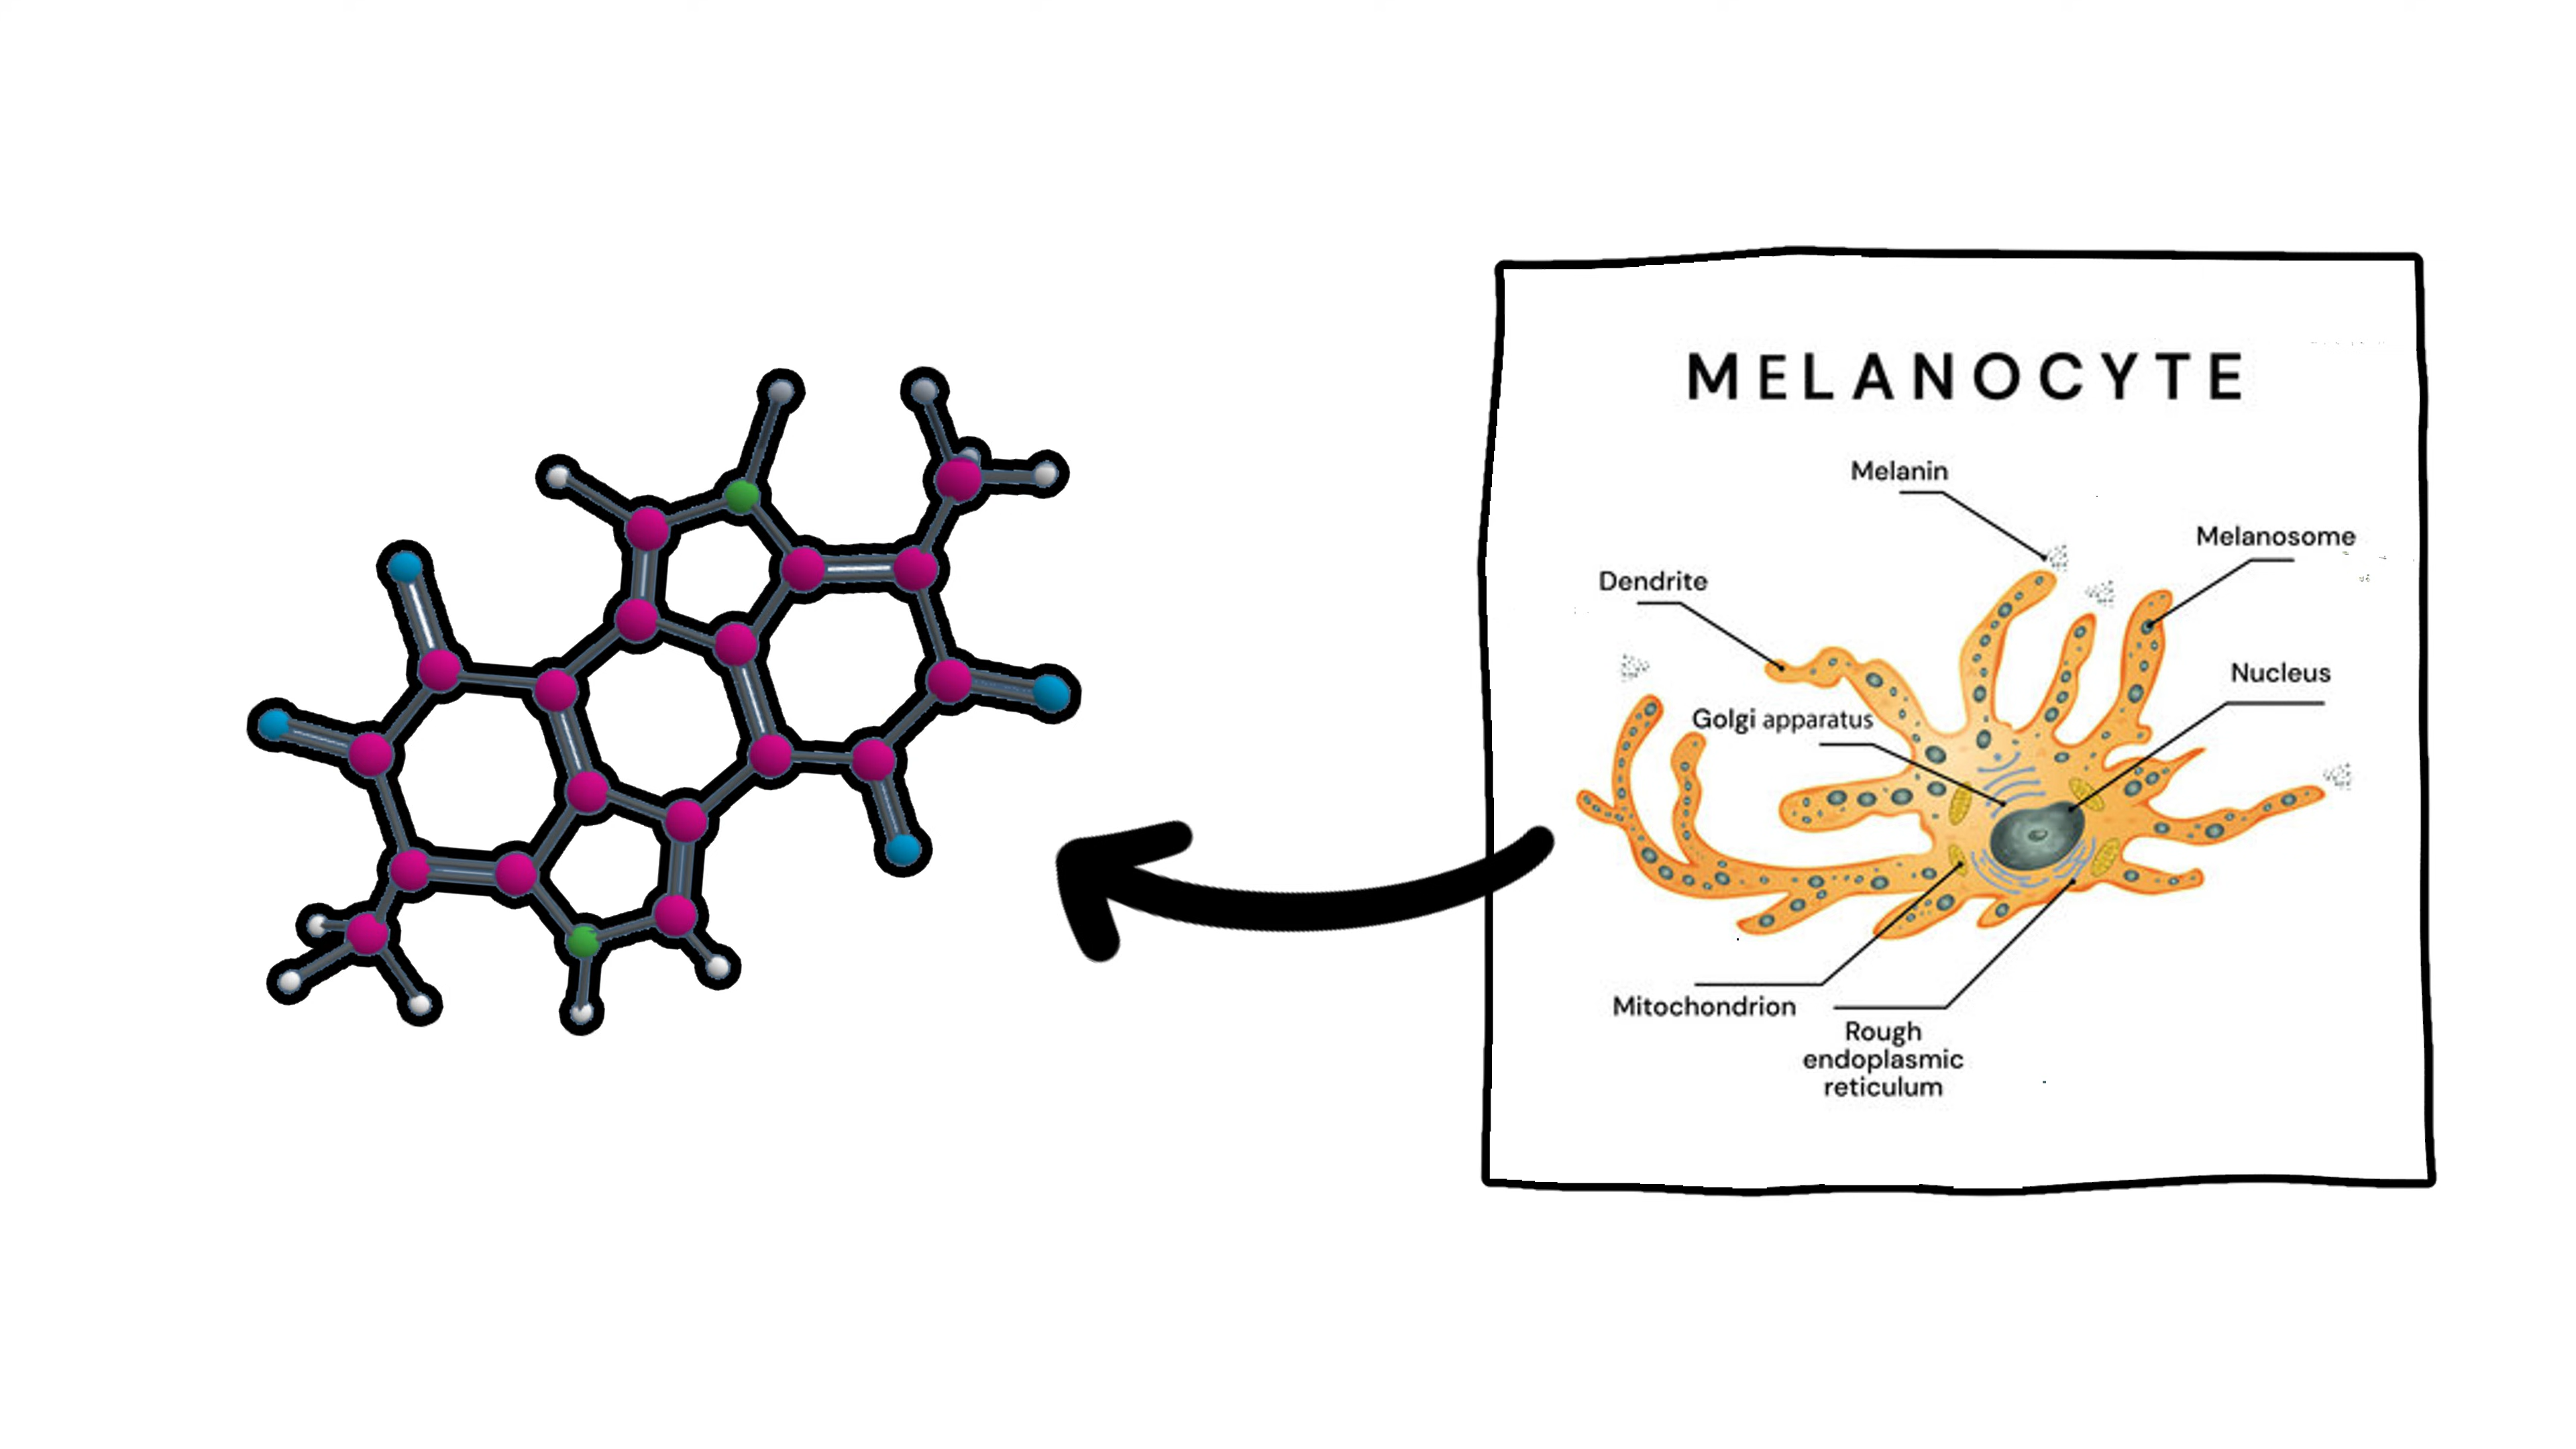 MELANOCYTE
Melanin
Melanosome
Dendrite
Nucleus
Golgi apparatus
Mitochondrion
Rough
endoplasmic
reticulum